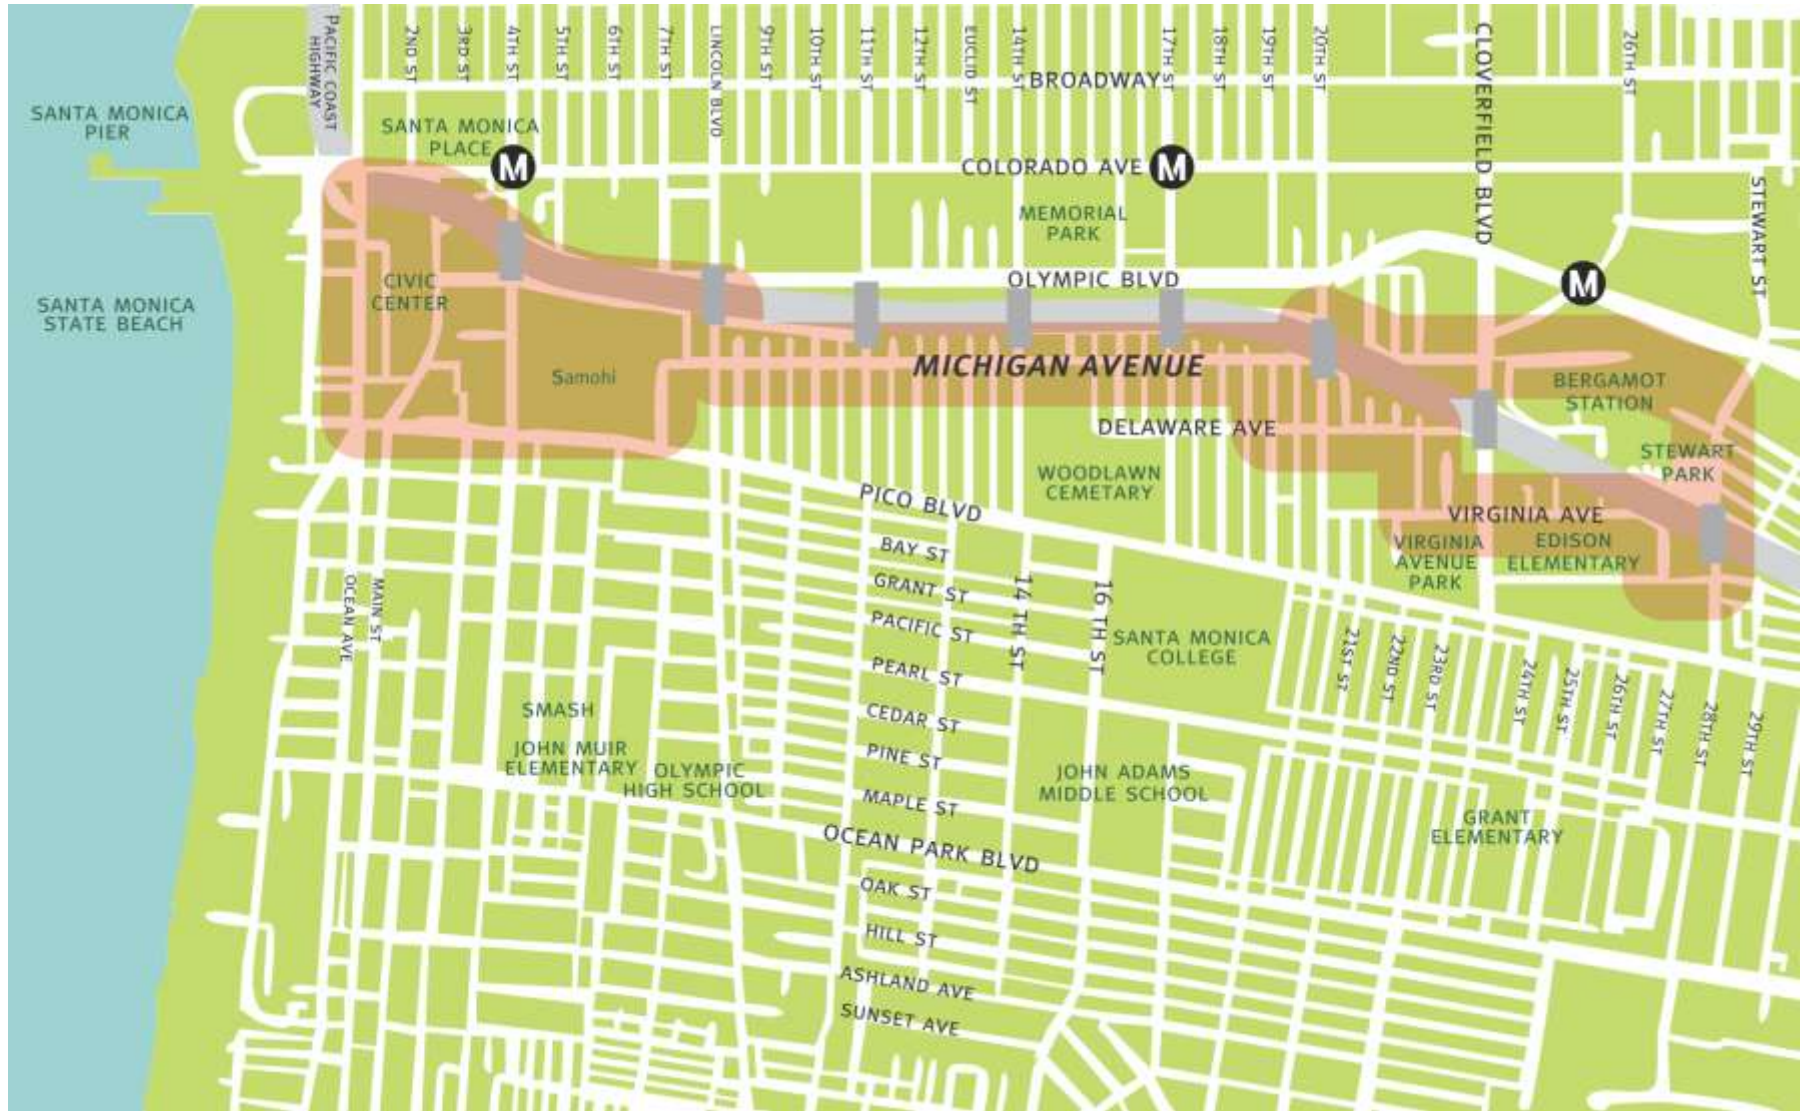 PACIFIC COAST
HIGHWAY
2ND ST
3RD ST
4TH ST
5TH ST
6TH ST
7TH ST
LINCOLN BLVD
9TH ST
10TH ST
11TH ST
12TH ST
EUCLID ST
14TH ST
17TH ST
18TH ST
19TH ST
20TH ST
CLOVERFIELD BLVD
26TH ST
BROADWAY
SANTA MONICA
PIER
SANTA MONICA
PLACE
M
COLORADO AVE
M
STEWART ST
MEMORIAL
PARK
OLYMPIC BLVD
M
CIVIC
CENTER
SANTA MONICA
STATE BEACH
Samohi
MICHIGAN AVENUE
BERGAMOT
STATION
DELAWARE AVE
STEWART
PARK
WOODLAWN
CEMETARY
PICO BLVD
VIRGINIA AVE
VIRGINIA
AVENUE
PARK
EDISON
ELEMENTARY
BAY ST
GRANT ST
PACIFIC ST
PEARL ST
CEDAR ST
PINE ST
MAPLE ST
OCEAN AVE
MAIN ST
14 TH ST
16 TH ST
SANTA MONICA
COLLEGE
21ST ST
22ND ST
23RD ST
24TH ST
25TH ST
26TH ST
27TH ST
28TH ST
29TH ST
SMASH
JOHN MUIR
ELEMENTARY
OLYMPIC
HIGH SCHOOL
JOHN ADAMS
MIDDLE SCHOOL
GRANT
ELEMENTARY
OCEAN PARK BLVD
OAK ST
HILL ST
ASHLAND AVE
SUNSET AVE